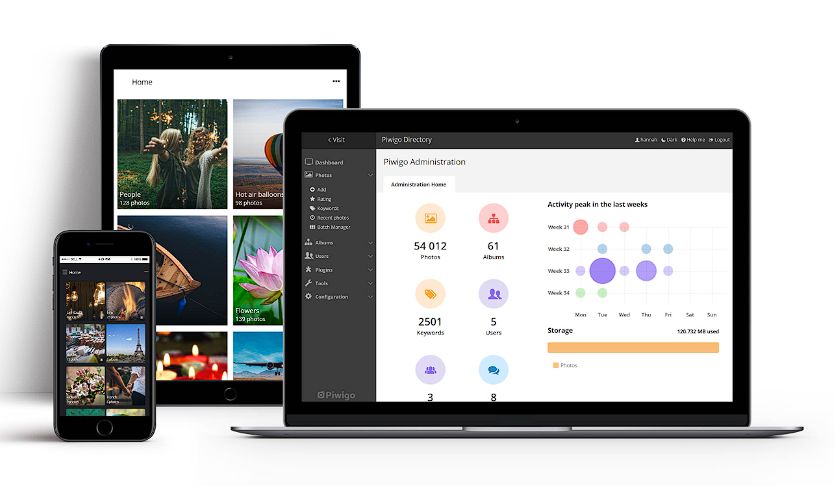 Home
People
128 photos
Hot air balloons
Flowers
139 photos
Home
Visit
Piwigo Directory
hannah
Dark
Help me
Logout
Dashboard
Photos
Add
Rating
Keywords
Recent photos
Batch Manager
Albums
Users
Plugins
Tools
Configuration
Piwigo
Piwigo Administration
Administration Home
54 012
Photos
61
Albums
2501
Keywords
5
Users
3
8
Activity peak in the last weeks
Week 31
Week 32
Week 33
Week 34
Mon Tue Wed Thu Fri Sat Sun
Storage
120.732 MB used
Photos